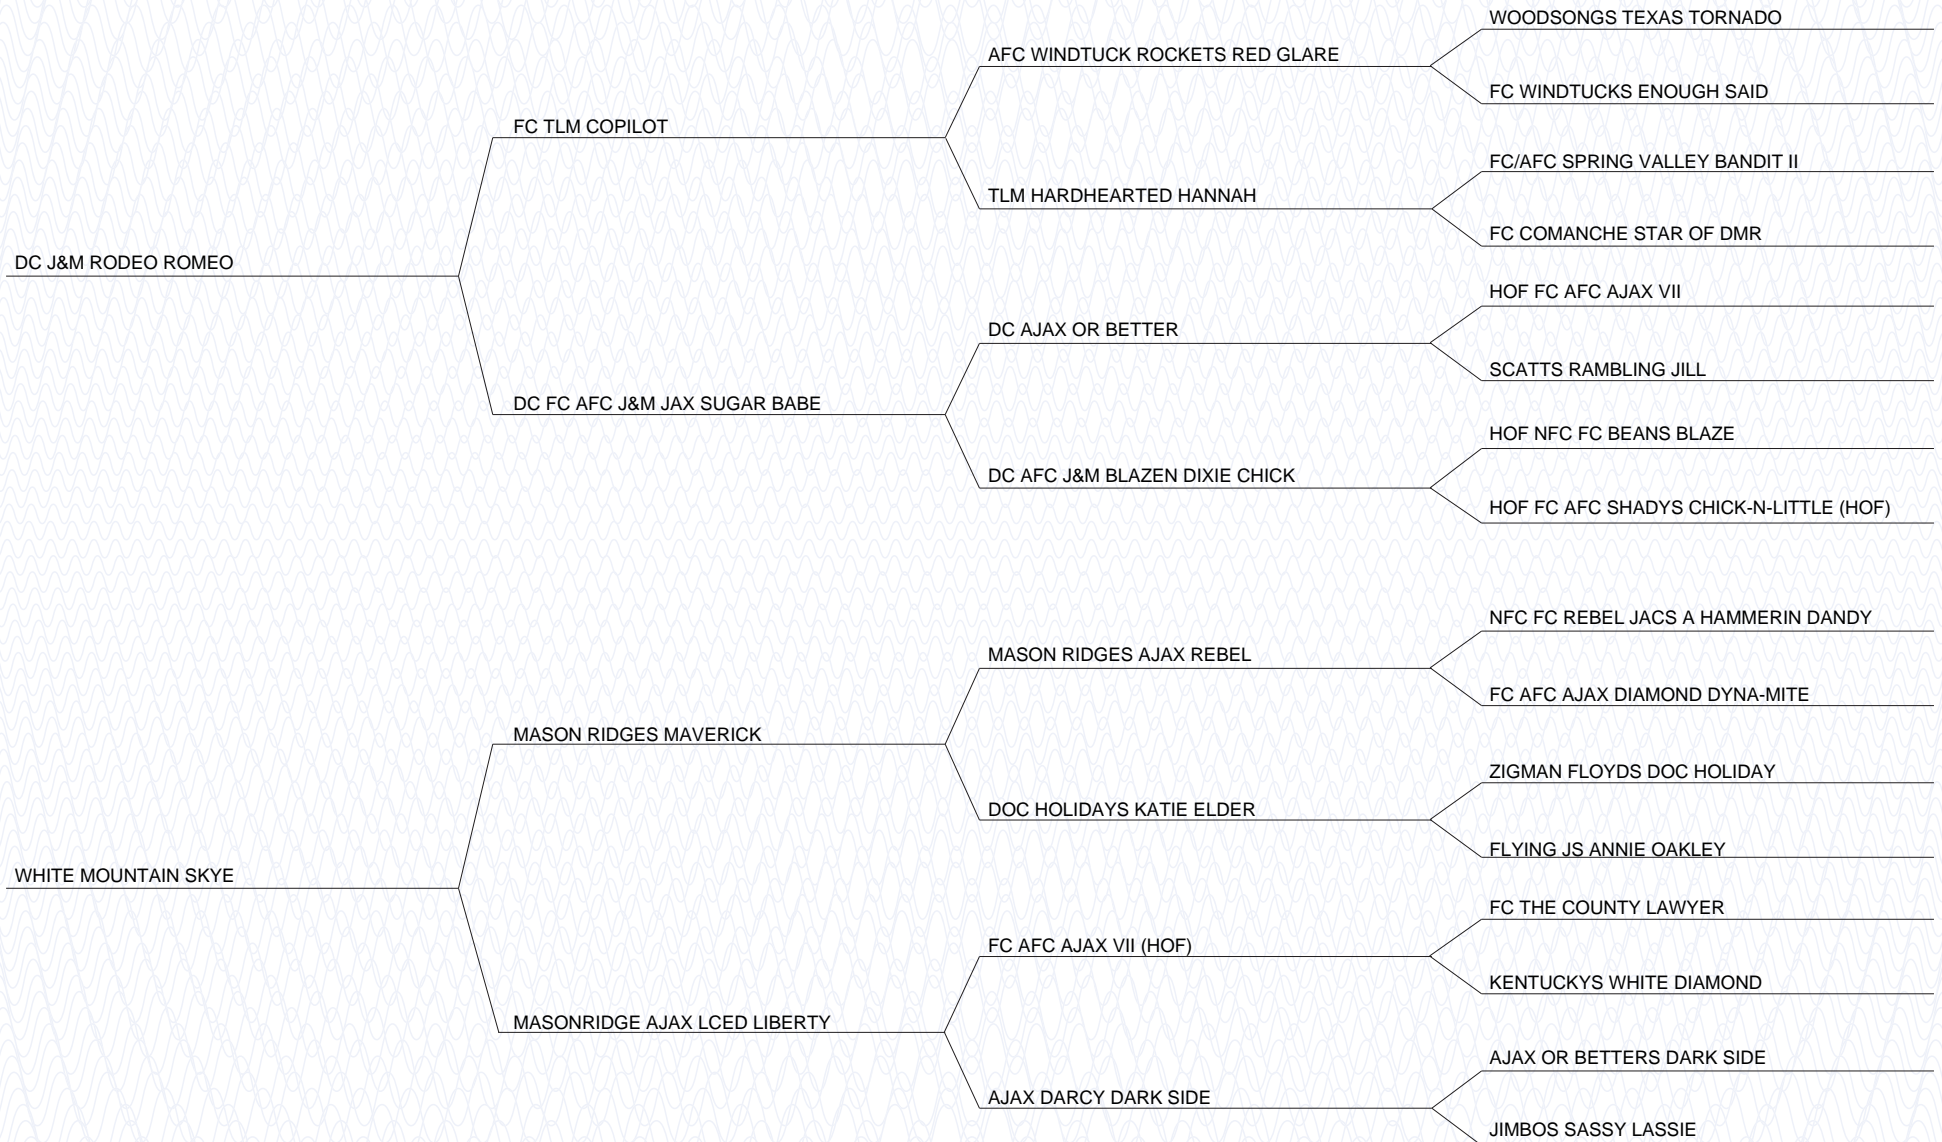 WOODSONGS TEXAS TORNADO
AFC WINDTUCK ROCKETS RED GLARE
FC WINDTUCKS ENOUGH SAID
FC TLM COPILOT
FC/AFC SPRING VALLEY BANDIT II
TLM HARDHEARTED HANNAH
FC COMANCHE STAR OF DMR
DC J&M RODEO ROMEO
HOF FC AFC AJAX VII
DC AJAX OR BETTER
SCATTS RAMBLING JILL
DC FC AFC J&M JAX SUGAR BABE
HOF NFC FC BEANS BLAZE
DC AFC J&M BLAZEN DIXIE CHICK
HOF FC AFC SHADYS CHICK-N-LITTLE (HOF)
NFC FC REBEL JACS A HAMMERIN DANDY
MASON RIDGES AJAX REBEL
FC AFC AJAX DIAMOND DYNA-MITE
MASON RIDGES MAVERICK
ZIGMAN FLOYDS DOC HOLIDAY
DOC HOLIDAYS KATIE ELDER
FLYING JS ANNIE OAKLEY
WHITE MOUNTAIN SKYE
FC THE COUNTY LAWYER
FC AFC AJAX VII (HOF)
KENTUCKYS WHITE DIAMOND
MASONRIDGE AJAX LCED LIBERTY
AJAX OR BETTERS DARK SIDE
AJAX DARCY DARK SIDE
JIMBOS SASSY LASSIE